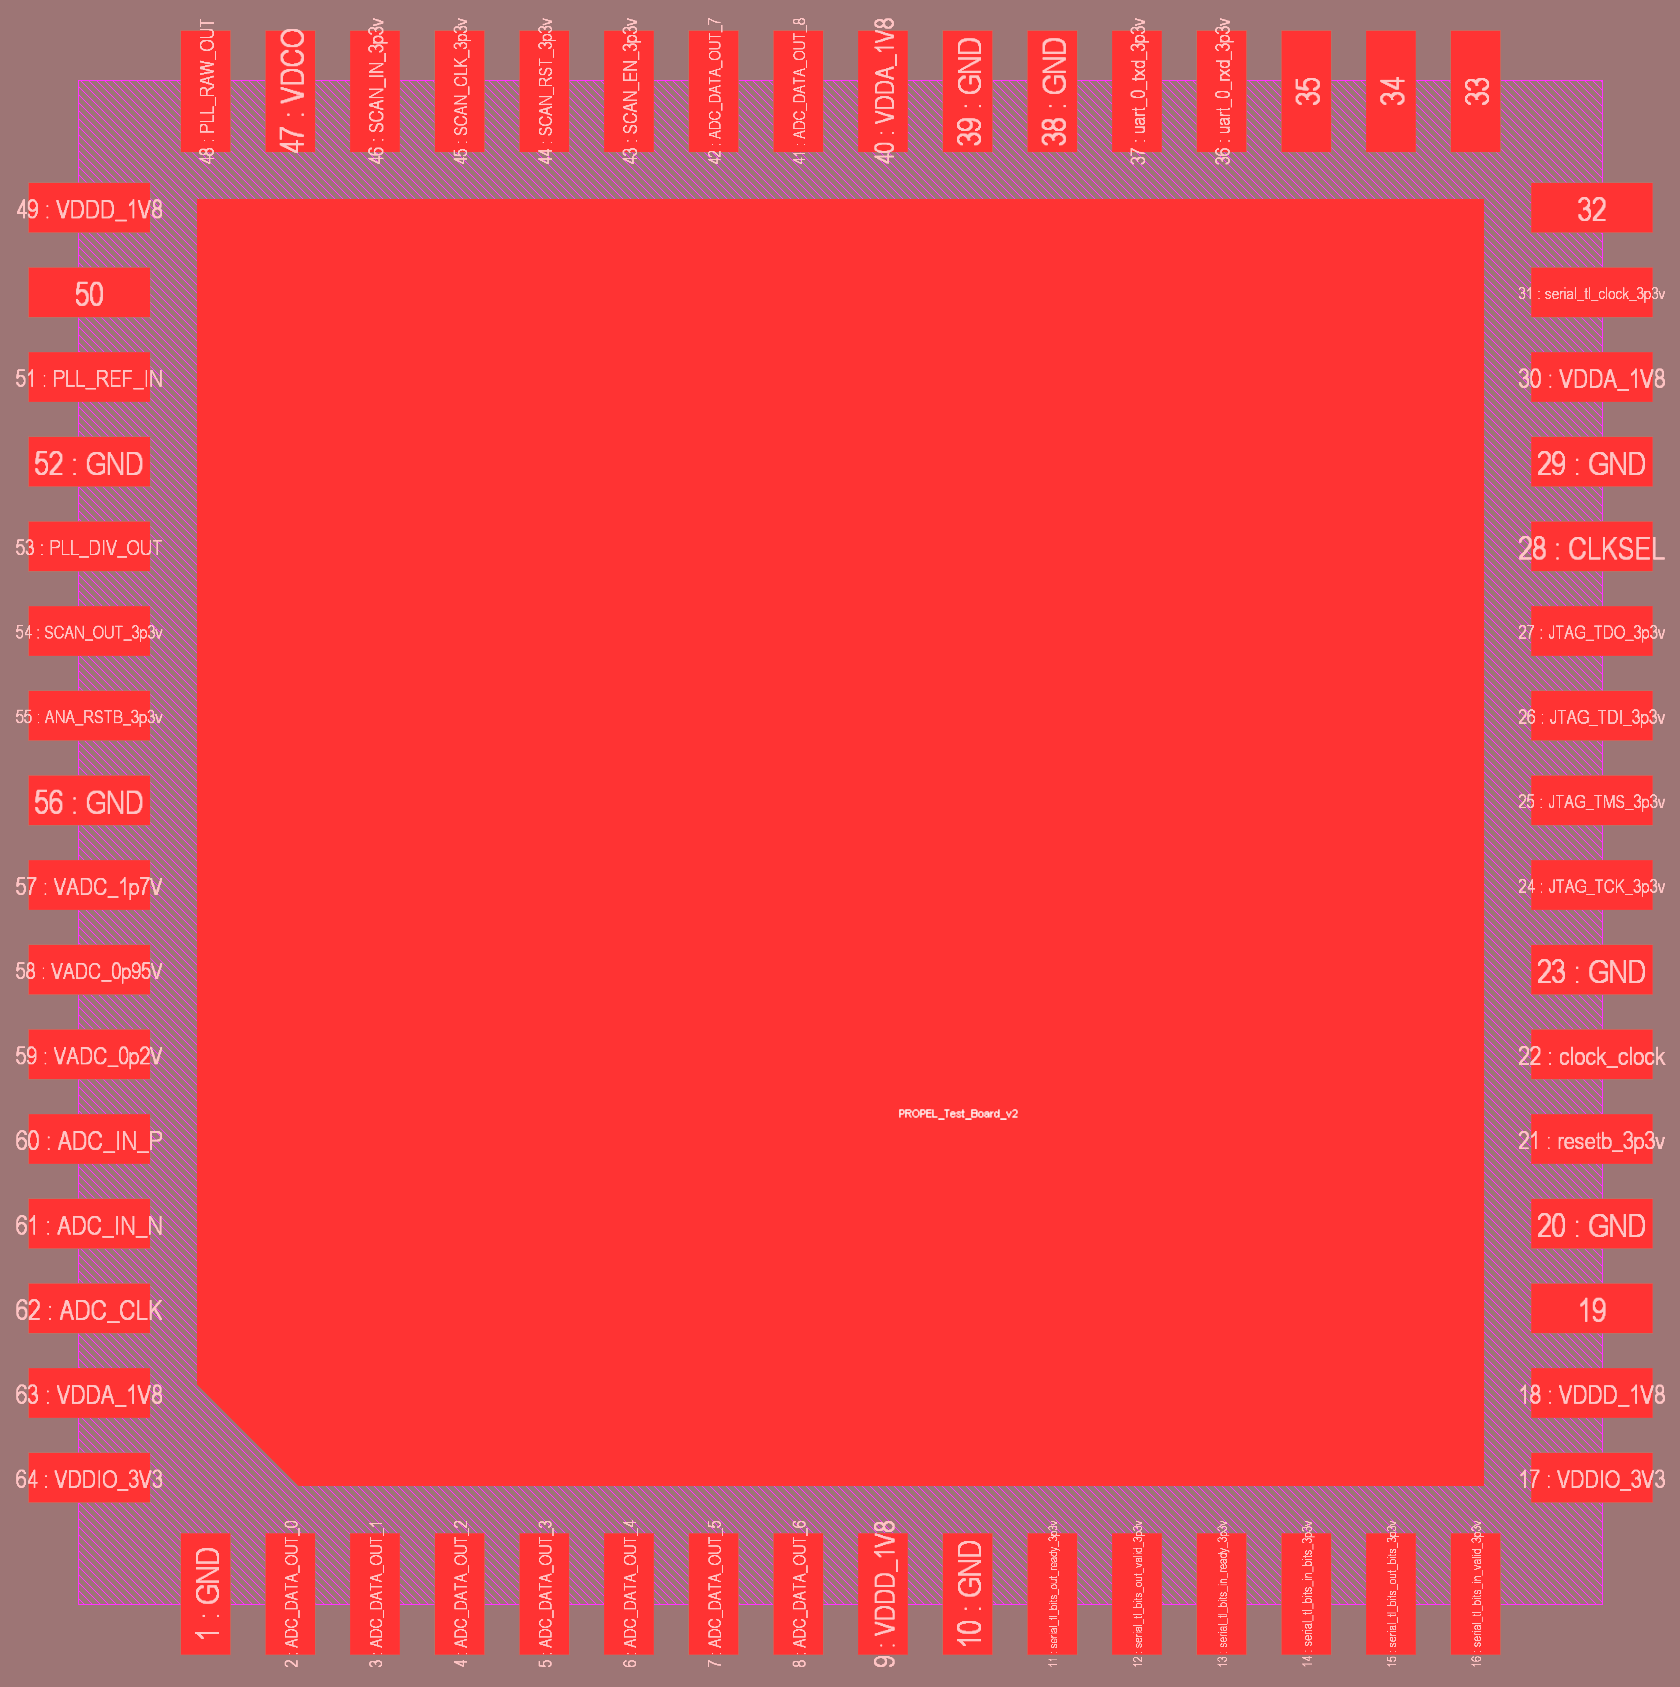 48 : PLL_RAW_OUT
47 : VDCO
46 : SCAN_IN_3p3v
45 : SCAN_CLK_3p3v
44 : SCAN_RST_3p3v
43 : SCAN_EN_3p3v
42 : ADC_DATA_OUT_7
41 : ADC_DATA_OUT_8
40 : VDDA_1V8
39 : GND
38 : GND
37 : uart_0_txd_3p3v
36 : uart_0_rxd_3p3v
35
34
33
49 : VDDD_1V8
50
51 : PLL_REF_IN
52 : GND
53 : PLL_DIV_OUT
54 : SCAN_OUT_3p3v
55 : ANA_RSTB_3p3v
56 : GND
57 : VADC_1p7V
58 : VADC_0p95V
59 : VADC_0p2V
60 : ADC_IN_P
61 : ADC_IN_N
62 : ADC_CLK
63 : VDDA_1V8
64 : VDDIO_3V3
PROPEL_Test_Board_v2
32
31 : serial_tl_clock_3p3v
30 : VDDA_1V8
29 : GND
28 : CLKSEL
27 : JTAG_TDO_3p3v
26 : JTAG_TDI_3p3v
25 : JTAG_TMS_3p3v
24 : JTAG_TCK_3p3v
23 : GND
22 : clock_clock
21 : resetb_3p3v
20 : GND
19
18 : VDDD_1V8
17 : VDDIO_3V3
1 : GND
2 : ADC_DATA_OUT_0
3 : ADC_DATA_OUT_1
4 : ADC_DATA_OUT_2
5 : ADC_DATA_OUT_3
6 : ADC_DATA_OUT_4
7 : ADC_DATA_OUT_5
8 : ADC_DATA_OUT_6
9 : VDDD_1V8
10 : GND
11 : serial_tl_bits_out_ready_3p3v
12 : serial_tl_bits_out_valid_3p3v
13 : serial_tl_bits_in_ready_3p3v
14 : serial_tl_bits_in_bits_3p3v
15 : serial_tl_bits_out_bits_3p3v
16 : serial_tl_bits_in_valid_3p3v